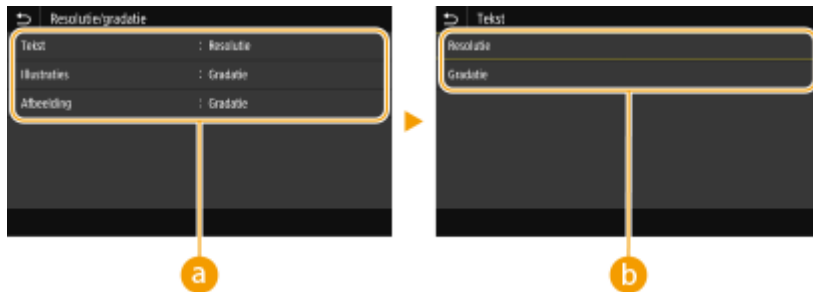 Resolutie/gradatie
Tekst : Resolutie
Illustraties : Gradatie
Afbeelding : Gradatie
a
Tekst
Resolutie
Gradatie
b